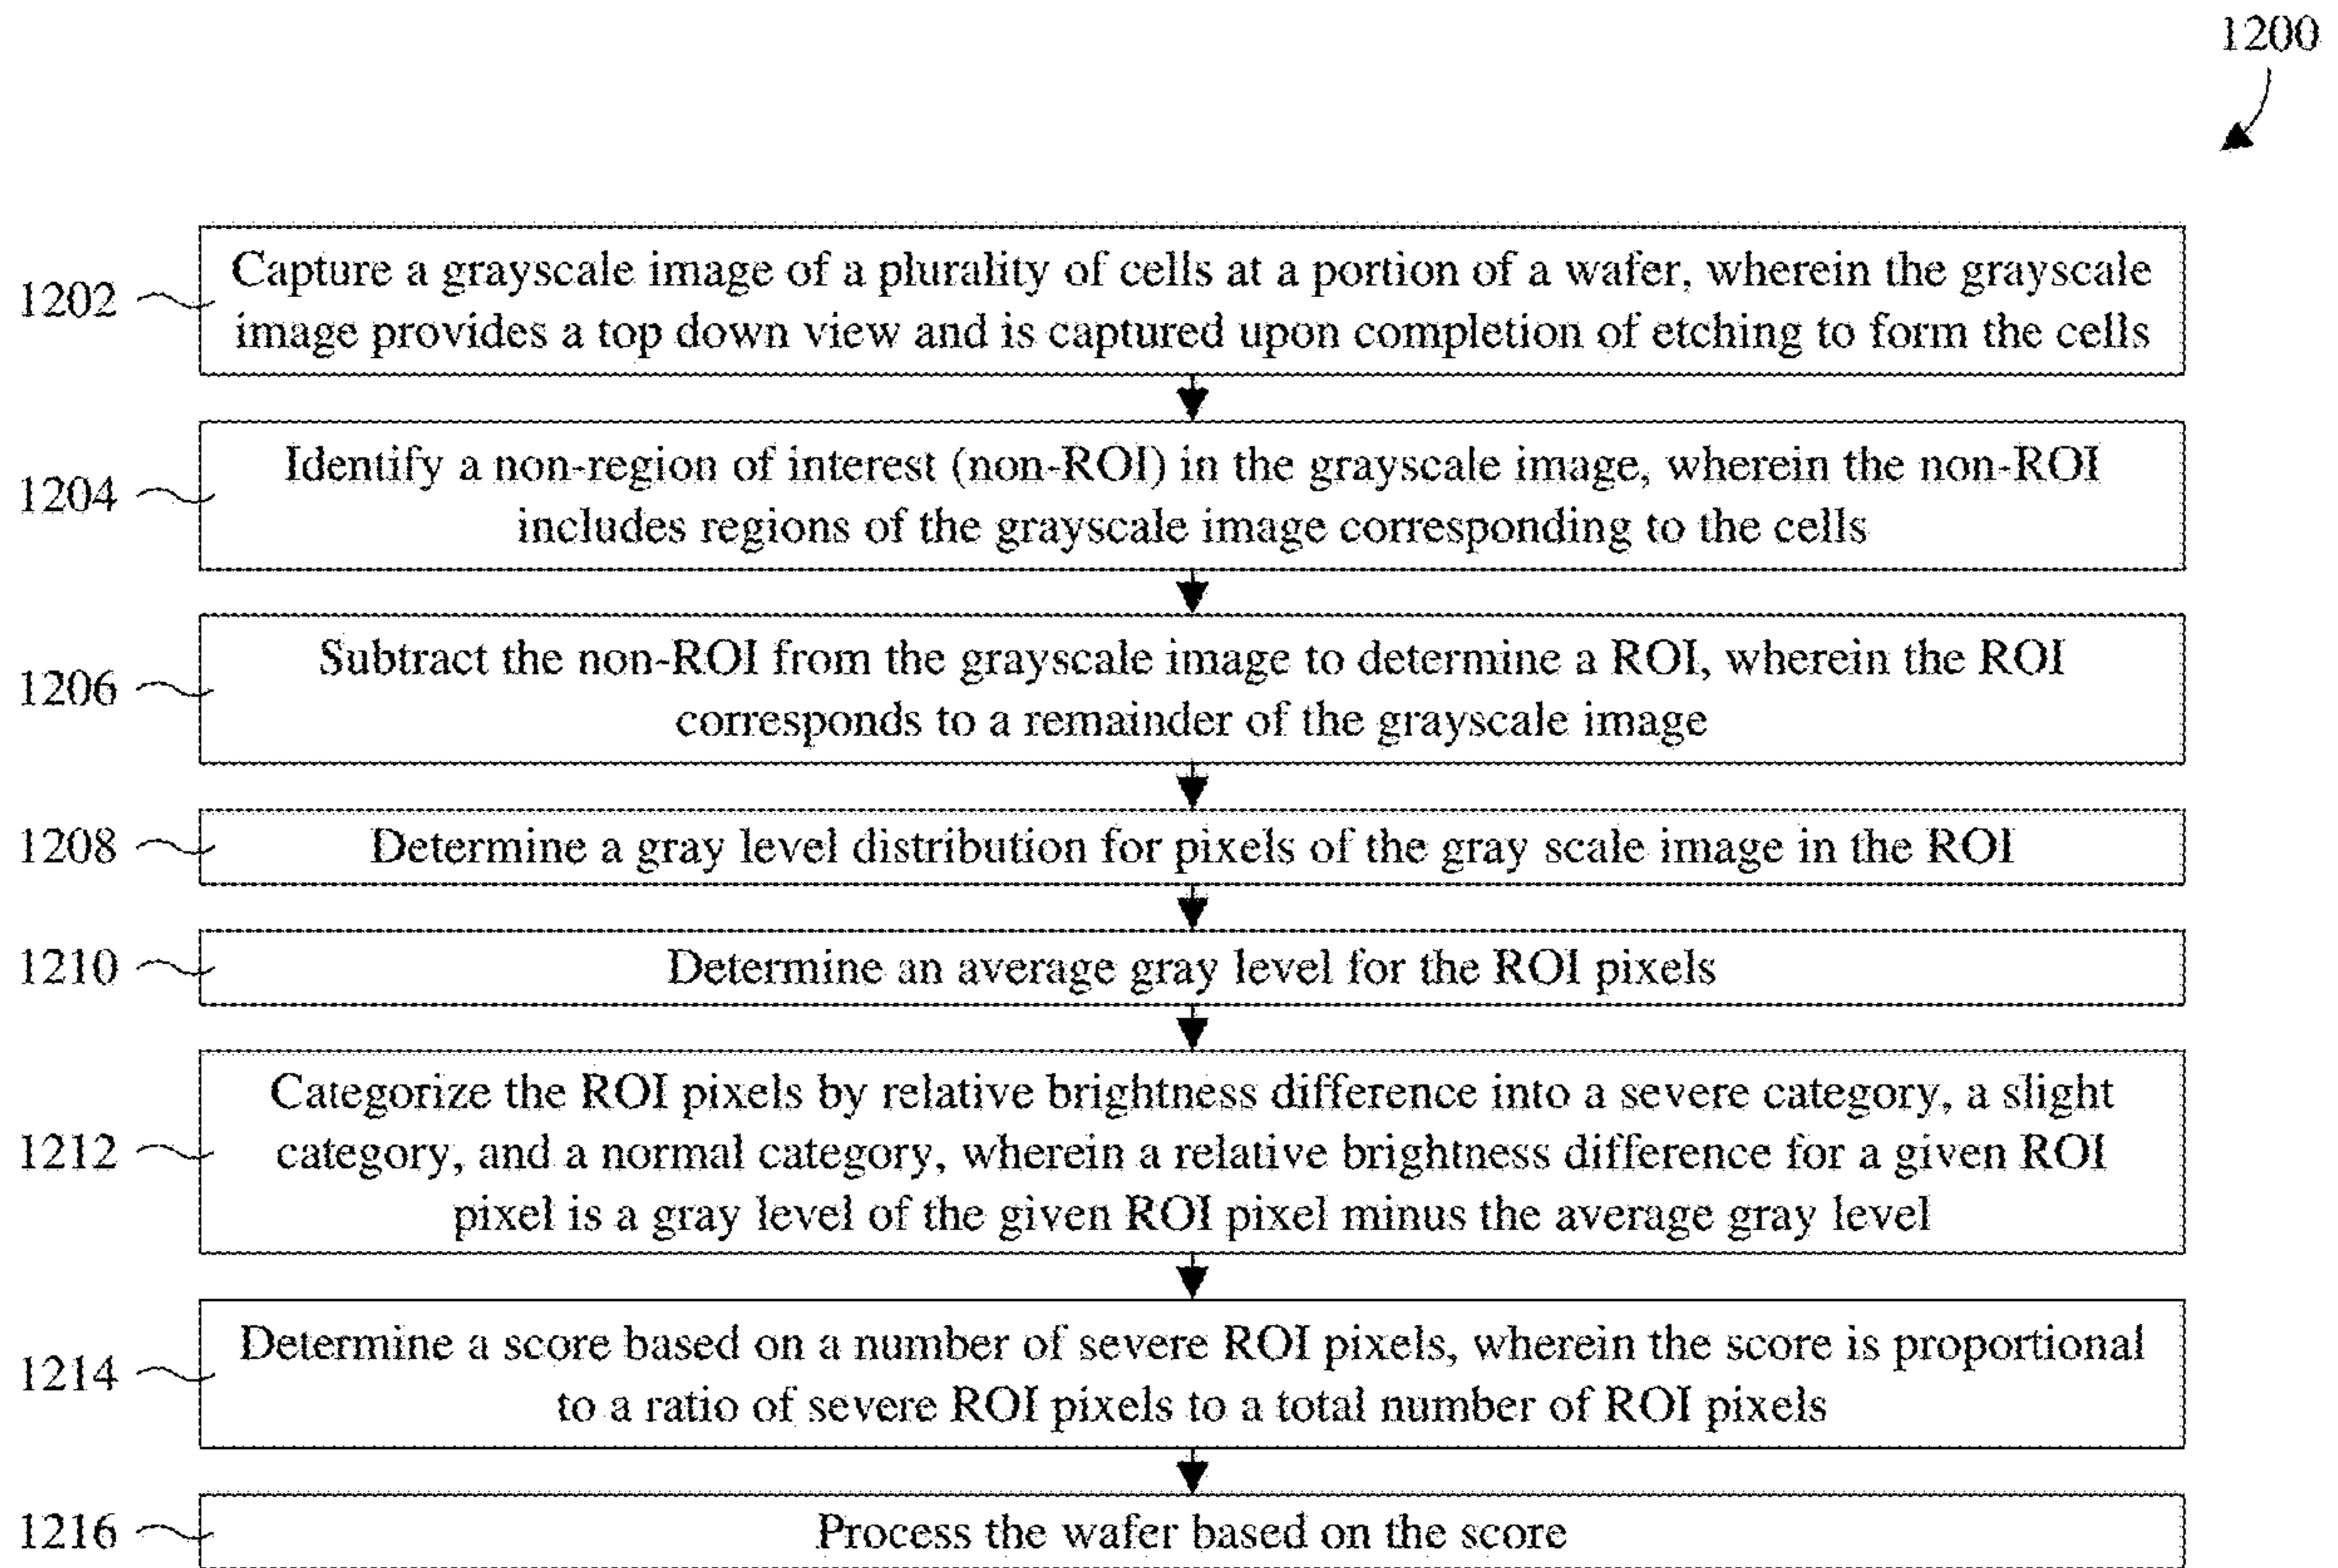 1200
1202
Capture a grayscale image of a plurality of cells at a portion of a wafer, wherein the grayscale
image provides a top down view and is captured upon completion of etching to form the cells
1204
Identify a non-region of interest (non-ROI) in the grayscale image, wherein the non-ROI
includes regions of the grayscale image corresponding to the cells
1206
Subtract the non-ROI from the grayscale image to determine a ROI, wherein the ROI
corresponds to a remainder of the grayscale image
1208
Determine a gray level distribution for pixels of the gray scale image in the ROI
1210
Determine an average gray level for the ROI pixels
1212
Categorize the ROI pixels by relative brightness difference into a severe category, a slight
category, and a normal category, wherein a relative brightness difference for a given ROI
pixel is a gray level of the given ROI pixel minus the average gray level
1214
Determine a score based on a number of severe ROI pixels, wherein the score is proportional
to a ratio of severe ROI pixels to a total number of ROI pixels
1216
Process the wafer based on the score